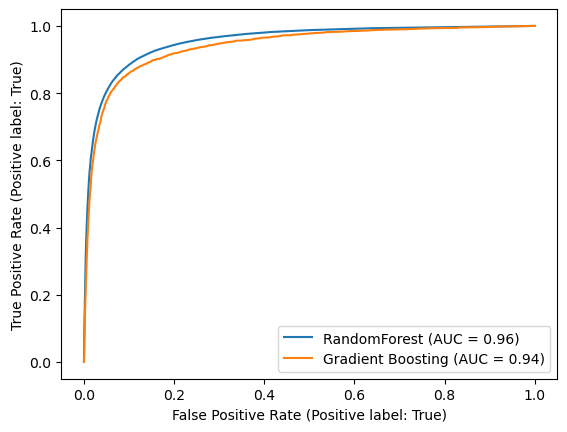 True Positive Rate (Positive label: True)
1.0
0.8
0.6
0.4
0.2
0.0
RandomForest (AUC = 0.96)
Gradient Boosting (AUC = 0.94)
0.0 0.2 0.4 0.6 0.8 1.0
False Positive Rate (Positive label: True)